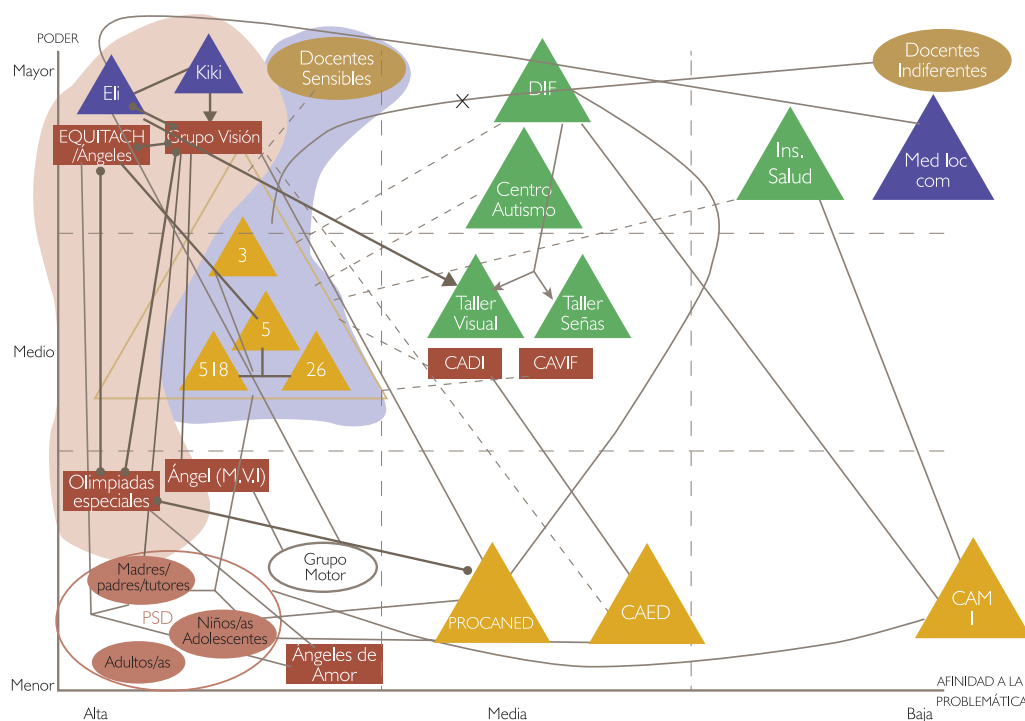 PODER
Mayor
Medio
Menor
Alta
Media
Baja
AFINIDAD A LA
PROBLEMÁTICA
Eli
Kiki
Docentes
Sensibles
DIF
Docentes
Indiferentes
EQUITACH
/Ángeles
Grupo Visión
Centro
Autismo
Ins.
Salud
Med loc
com
3
5
518
26
Taller
Visual
Taller
Señas
CADI
CAVIF
Olimpiadas
especiales
Ángel (M.V.I)
Grupo
Motor
Madres/
padres/tutores
PSD
Niños/as
Adolescentes
Adultos/as
Ángeles de
Amor
PROCANED
CAED
CAM
I
X